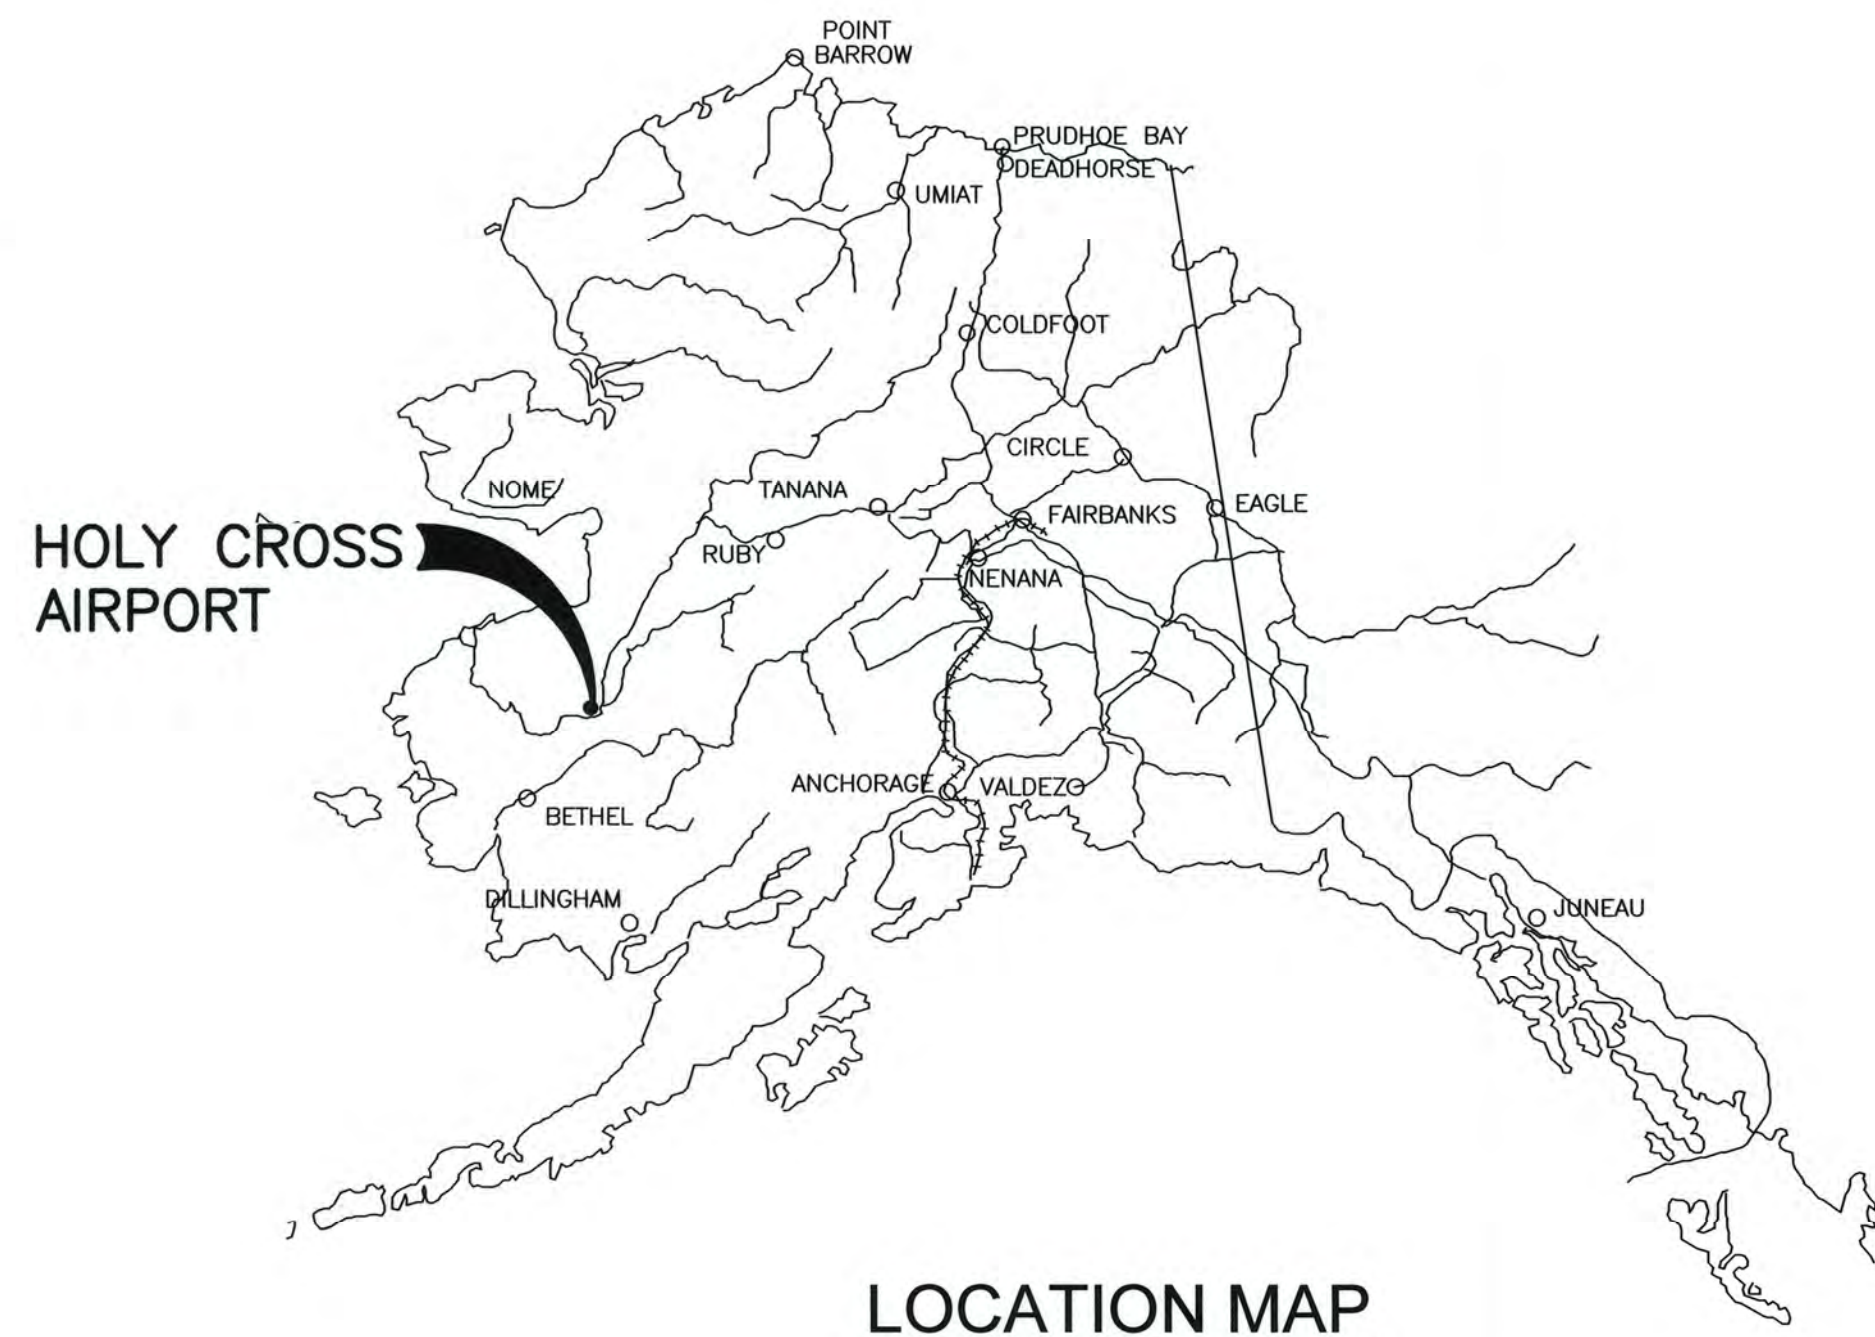 POINT
BARROW
PRUDHOE BAY
DEADHORSE
UMIAT
COLDFOOT
CIRCLE
NOME
TANANA
EAGLE
FAIRBANKS
HOLY CROSS
AIRPORT
RUBY
NENANA
ANCHORAGE
VALDEZ
BETHEL
DILLINGHAM
JUNEAU
LOCATION MAP